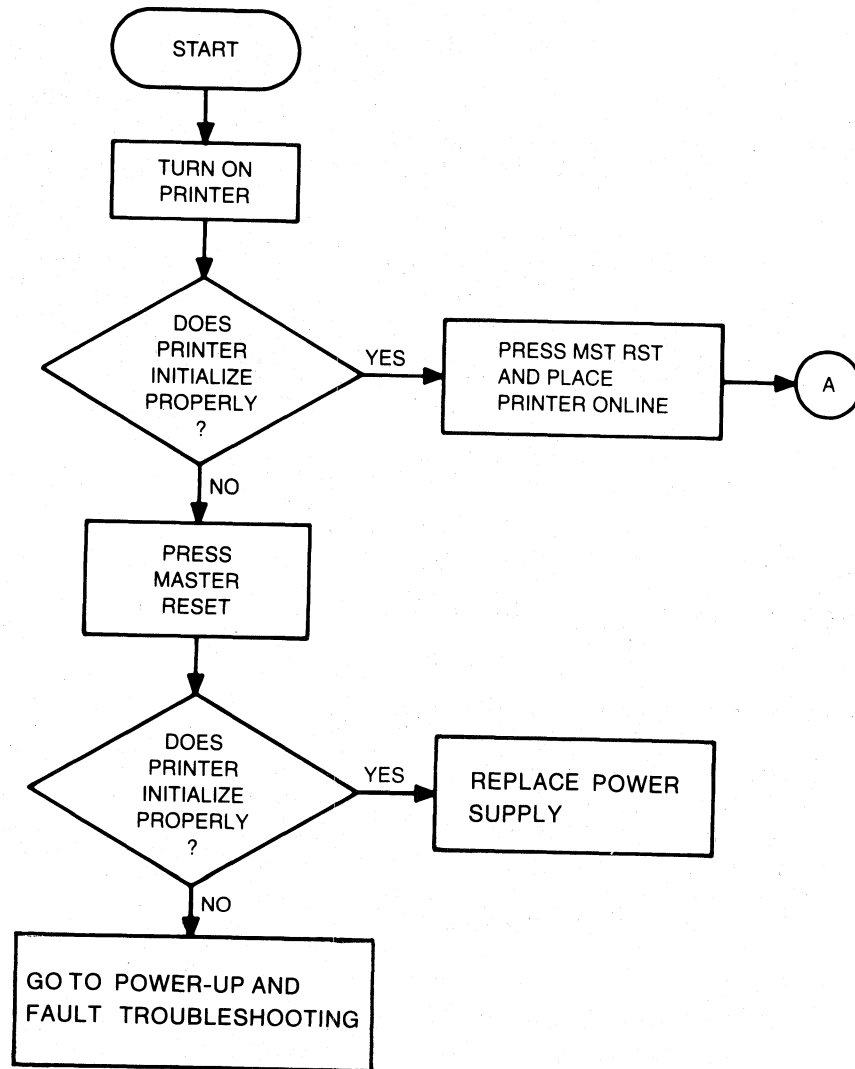 START
TURN ON
PRINTER
DOES
PRINTER
INITIALIZE
PROPERLY
?
YES
PRESS MST RST
AND PLACE
PRINTER ONLINE
A
NO
PRESS
MASTER
RESET
DOES
PRINTER
INITIALIZE
PROPERLY
?
YES
REPLACE POWER
SUPPLY
NO
GO TO POWER-UP AND
FAULT TROUBLESHOOTING